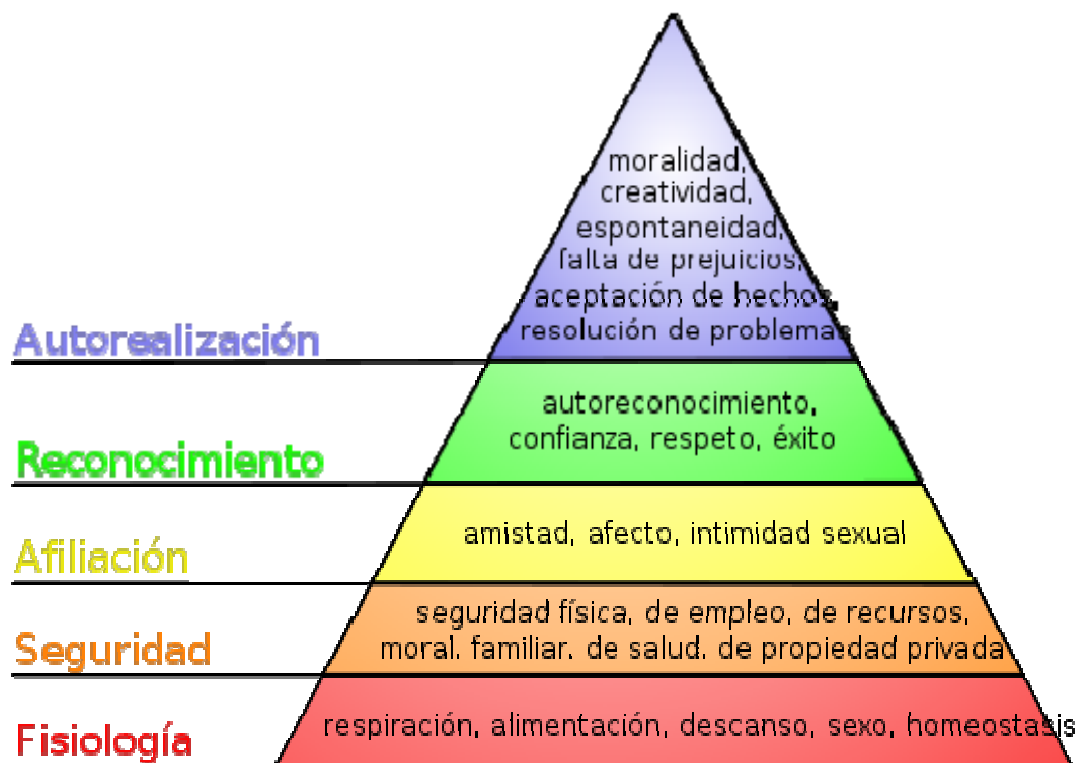 moralidad,
creatividad,
espontaneidad,
falta de prejuicios,
aceptación de hechos,
resolución de problemas
Autorealización
autoreconocimiento,
confianza, respeto, éxito
Reconocimiento
amistad, afecto, intimidad sexual
Afiliación
seguridad física, de empleo, de recursos,
moral, familiar, de salud, de propiedad privada
Seguridad
respiración, alimentación, descanso, sexo, homeostasis
Fisiología